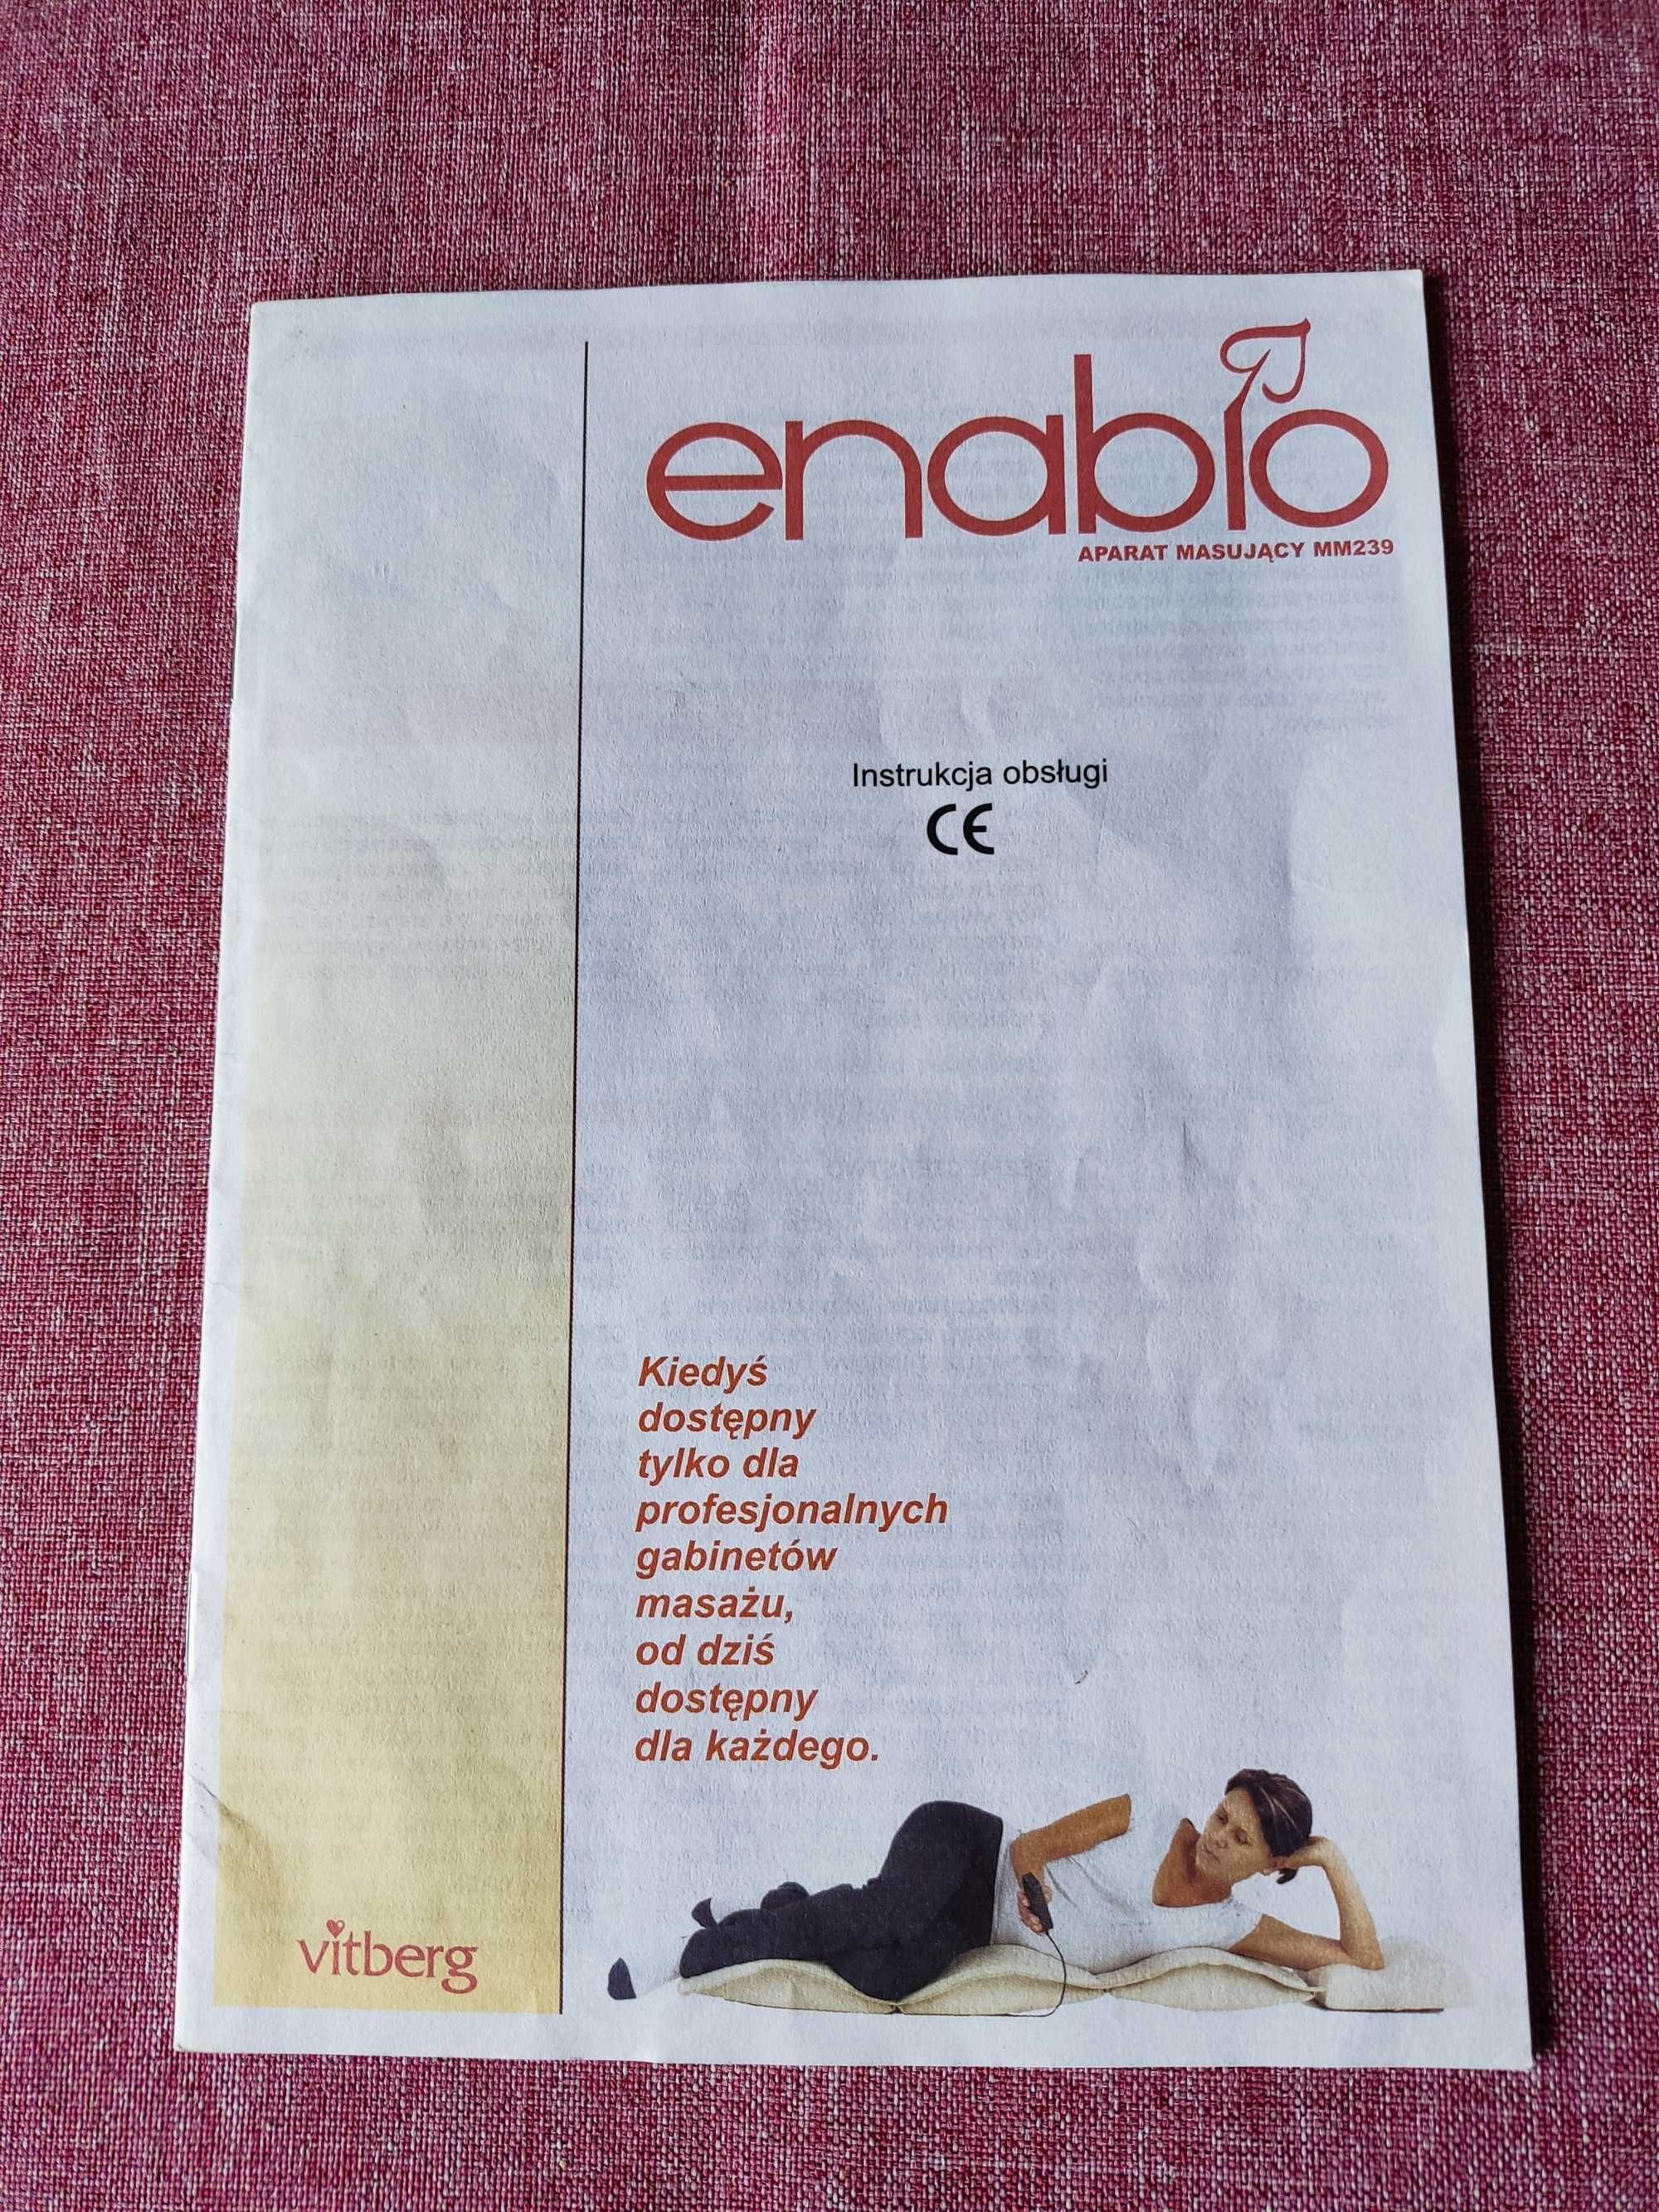 enabio
APARAT MASUJĄCY MM239
Instrukcja obsługi
CE
Kiedyś
dostępny
tylko dla
profesjonalnych
gabinetów
masażu,
od dziś
dostępny
dla każdego.
vitberg